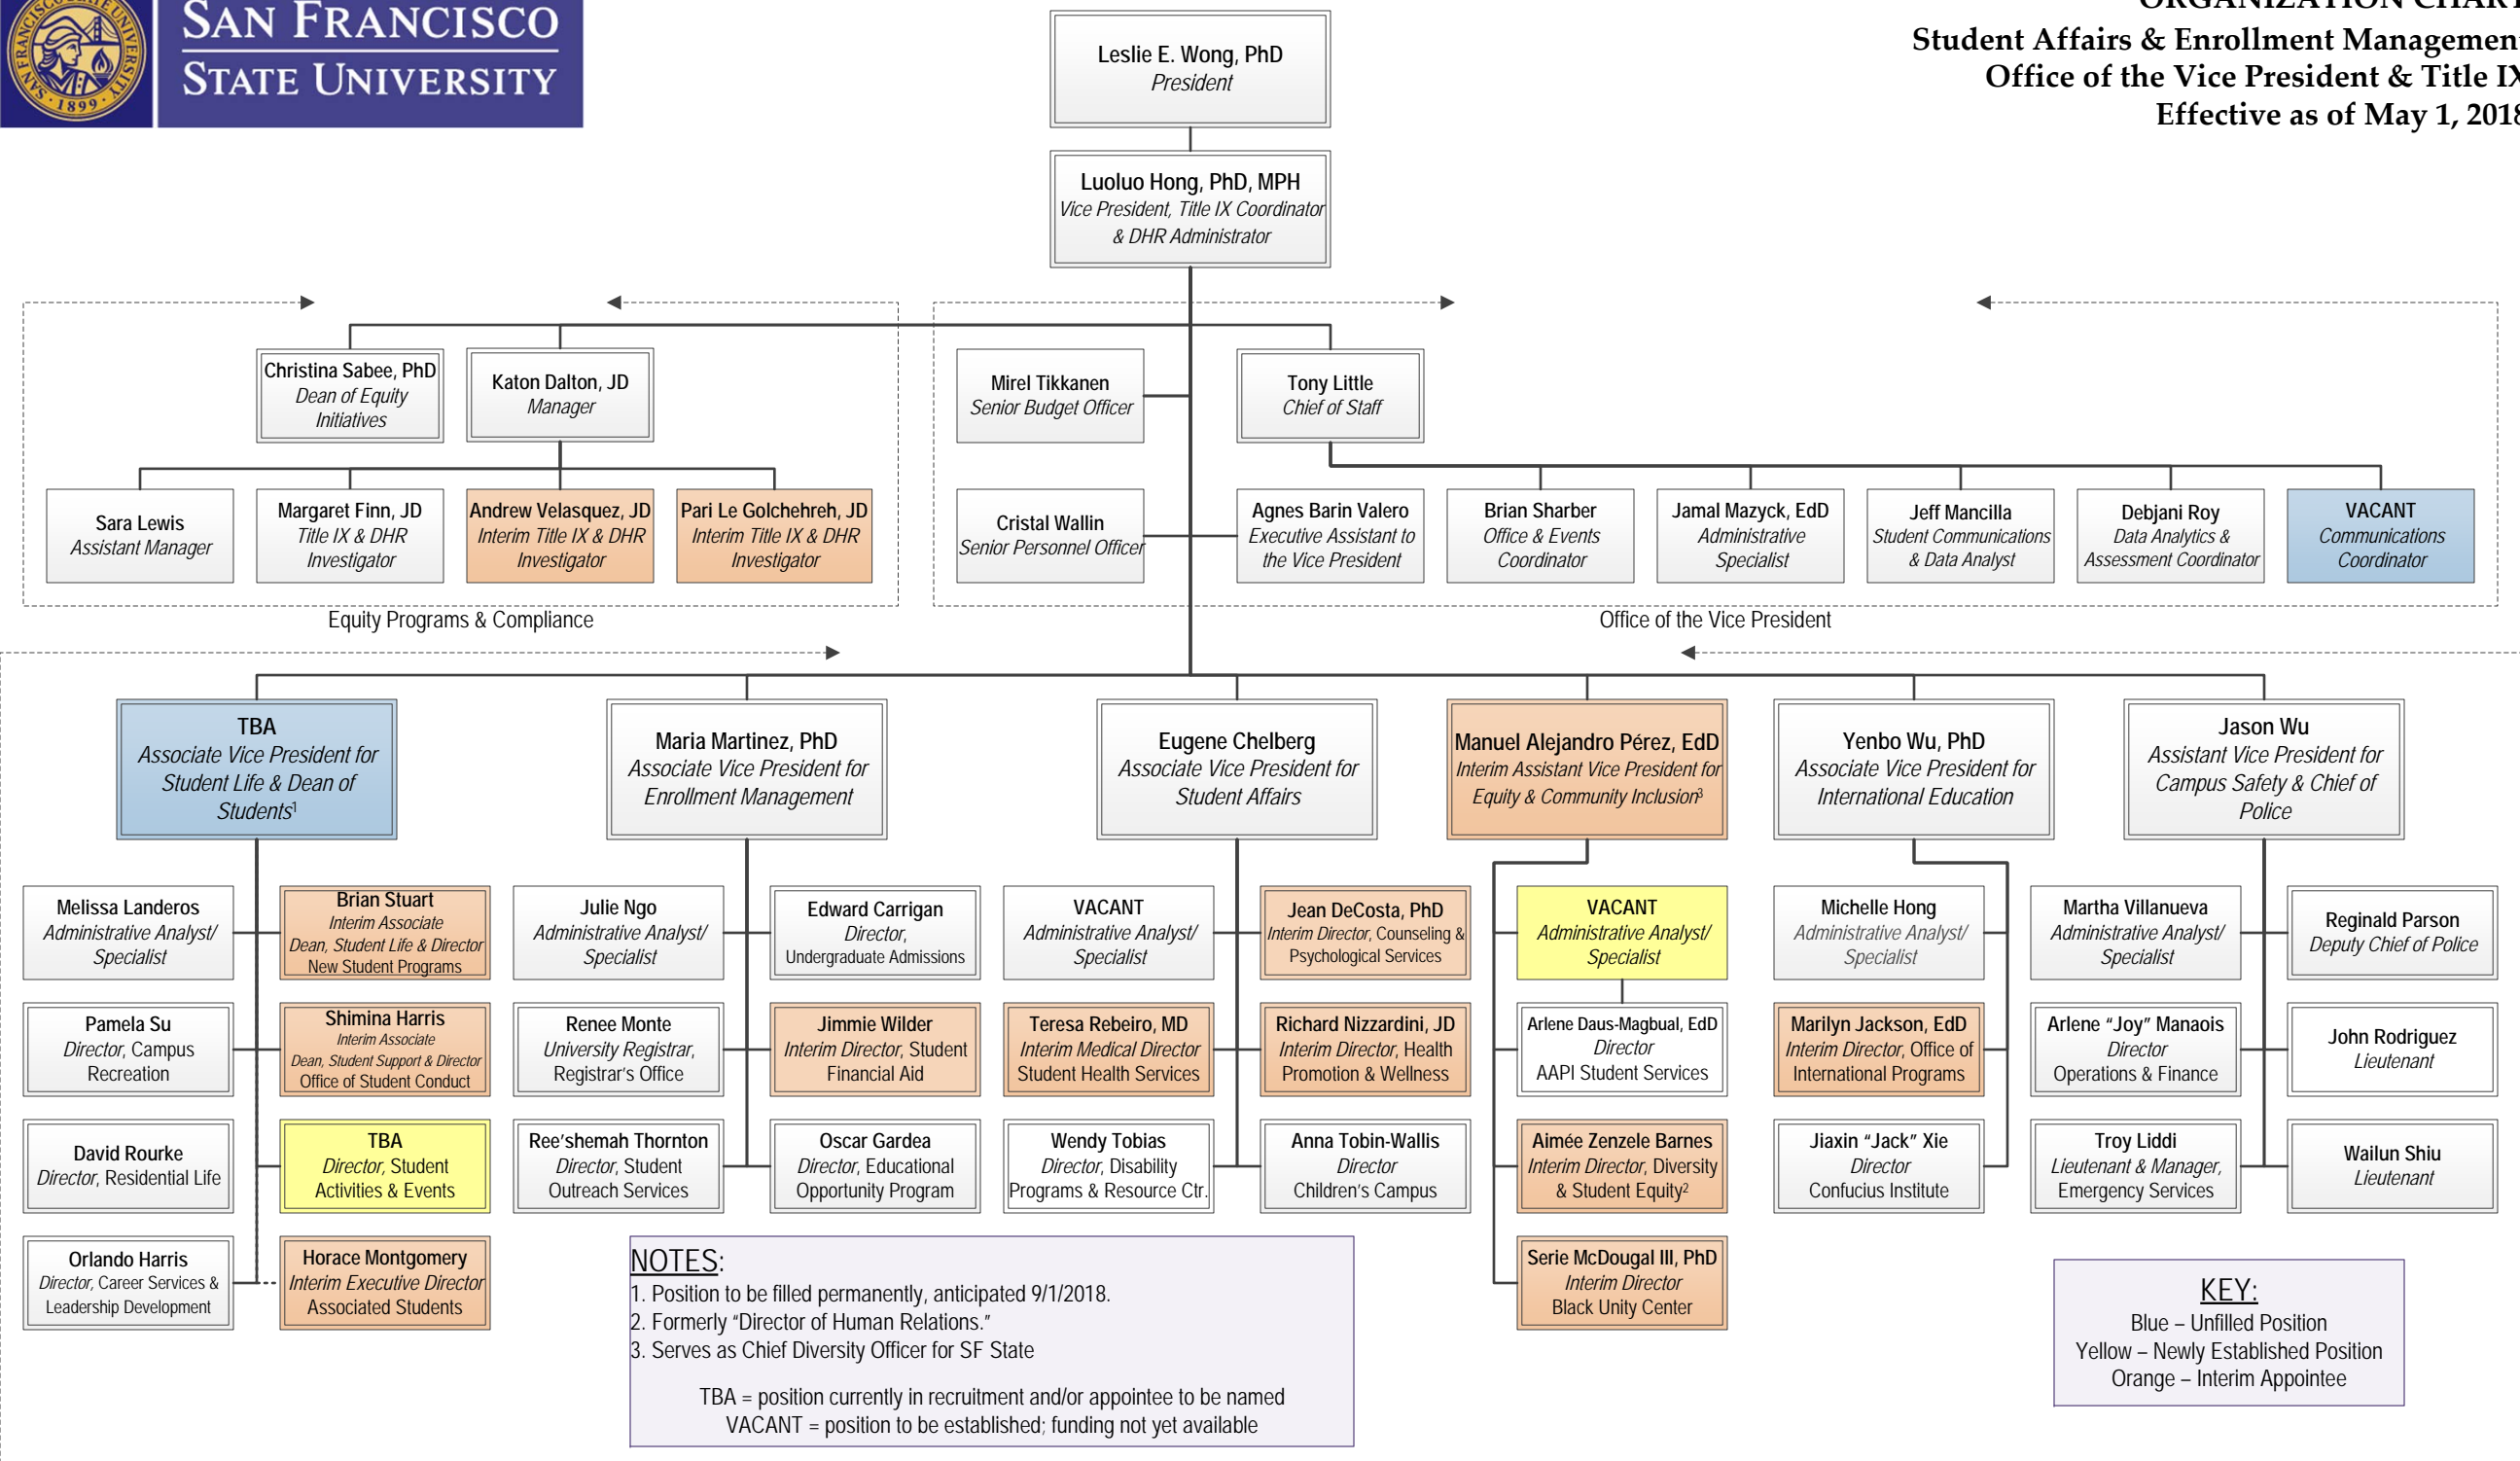 SAN FRANCISCO STATE UNIVERSITY
· 1899 ·
SAN FRANCISCO
STATE UNIVERSITY
ORGANIZATION CHART
Student Affairs & Enrollment Management
Office of the Vice President & Title IX
Effective as of May 1, 2018
Leslie E. Wong, PhD
President
Luoluo Hong, PhD, MPH
Vice President, Title IX Coordinator
& DHR Administrator
Christina Sabee, PhD
Dean of Equity
Initiatives
Katon Dalton, JD
Manager
Mirel Tikkanen
Senior Budget Officer
Tony Little
Chief of Staff
Sara Lewis
Assistant Manager
Margaret Finn, JD
Title IX & DHR
Investigator
Andrew Velasquez, JD
Interim Title IX & DHR
Investigator
Pari Le Golchehreh, JD
Interim Title IX & DHR
Investigator
Cristal Wallin
Senior Personnel Officer
Agnes Barin Valero
Executive Assistant to
the Vice President
Brian Sharber
Office & Events
Coordinator
Jamal Mazyck, EdD
Administrative
Specialist
Jeff Mancilla
Student Communications
& Data Analyst
Debjani Roy
Data Analytics &
Assessment Coordinator
VACANT
Communications
Coordinator
Equity Programs & Compliance
Office of the Vice President
TBA
Associate Vice President for
Student Life & Dean of
Students1
Maria Martinez, PhD
Associate Vice President for
Enrollment Management
Eugene Chelberg
Associate Vice President for
Student Affairs
Manuel Alejandro Pérez, EdD
Interim Assistant Vice President for
Equity & Community Inclusion3
Yenbo Wu, PhD
Associate Vice President for
International Education
Jason Wu
Assistant Vice President for
Campus Safety & Chief of
Police
Melissa Landeros
Administrative Analyst/
Specialist
Brian Stuart
Interim Associate
Dean, Student Life & Director
New Student Programs
Julie Ngo
Administrative Analyst/
Specialist
Edward Carrigan
Director,
Undergraduate Admissions
VACANT
Administrative Analyst/
Specialist
Jean DeCosta, PhD
Interim Director, Counseling &
Psychological Services
VACANT
Administrative Analyst/
Specialist
Michelle Hong
Administrative Analyst/
Specialist
Martha Villanueva
Administrative Analyst/
Specialist
Reginald Parson
Deputy Chief of Police
Pamela Su
Director, Campus
Recreation
Shimina Harris
Interim Associate
Dean, Student Support & Director
Office of Student Conduct
Renee Monte
University Registrar,
Registrar's Office
Jimmie Wilder
Interim Director, Student
Financial Aid
Teresa Rebeiro, MD
Interim Medical Director
Student Health Services
Richard Nizzardini, JD
Interim Director, Health
Promotion & Wellness
Arlene Daus-Magbual, EdD
Director
AAPI Student Services
Marilyn Jackson, EdD
Interim Director, Office of
International Programs
Arlene “Joy” Manaois
Director
Operations & Finance
John Rodriguez
Lieutenant
David Rourke
Director, Residential Life
TBA
Director, Student
Activities & Events
Ree’shemah Thornton
Director, Student
Outreach Services
Oscar Gardea
Director, Educational
Opportunity Program
Wendy Tobias
Director, Disability
Programs & Resource Ctr.
Anna Tobin-Wallis
Director
Children’s Campus
Aimée Zenzele Barnes
Interim Director, Diversity
& Student Equity2
Jiaxin “Jack” Xie
Director
Confucius Institute
Troy Liddi
Lieutenant & Manager,
Emergency Services
Wailun Shiu
Lieutenant
Orlando Harris
Director, Career Services &
Leadership Development
Horace Montgomery
Interim Executive Director
Associated Students
Serie McDougal III, PhD
Interim Director
Black Unity Center
NOTES:
1. Position to be filled permanently, anticipated 9/1/2018.
2. Formerly “Director of Human Relations.”
3. Serves as Chief Diversity Officer for SF State
TBA = position currently in recruitment and/or appointee to be named
VACANT = position to be established; funding not yet available
KEY:
Blue – Unfilled Position
Yellow – Newly Established Position
Orange – Interim Appointee